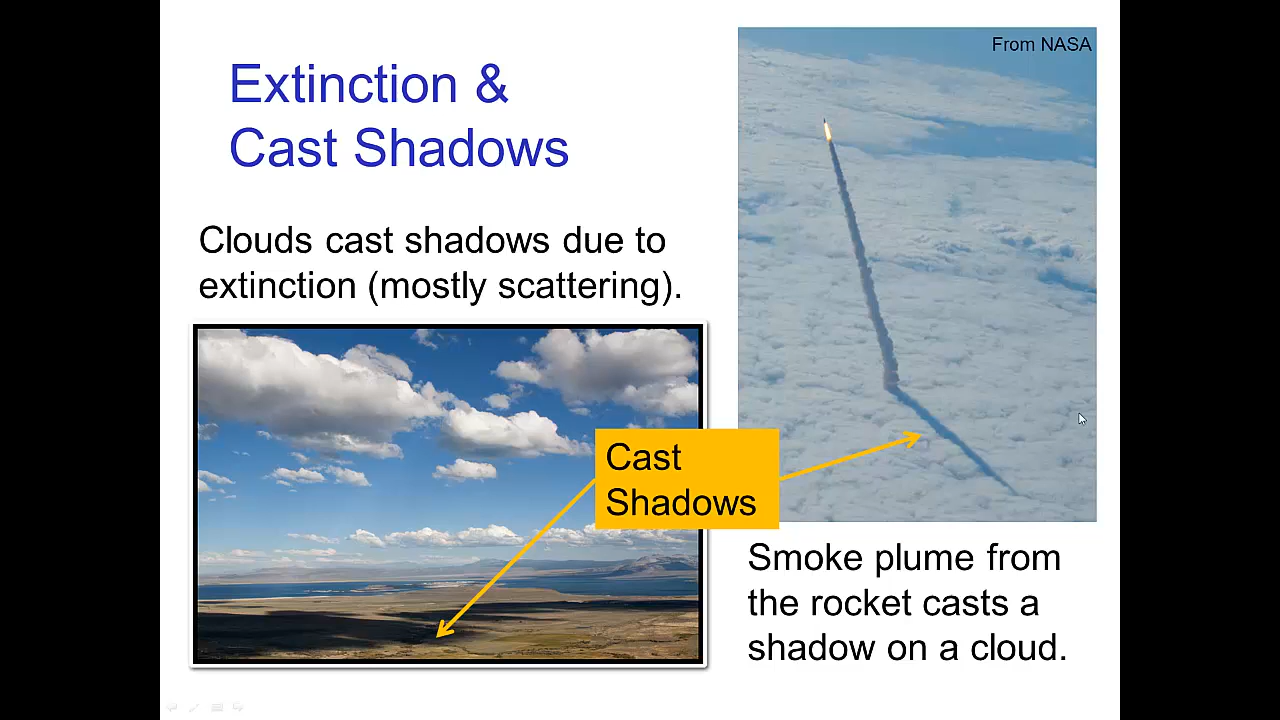 Extinction &
Cast Shadows
From NASA
Clouds cast shadows due to
extinction (mostly scattering).
Cast
Shadows
Smoke plume from
the rocket casts a
shadow on a cloud.